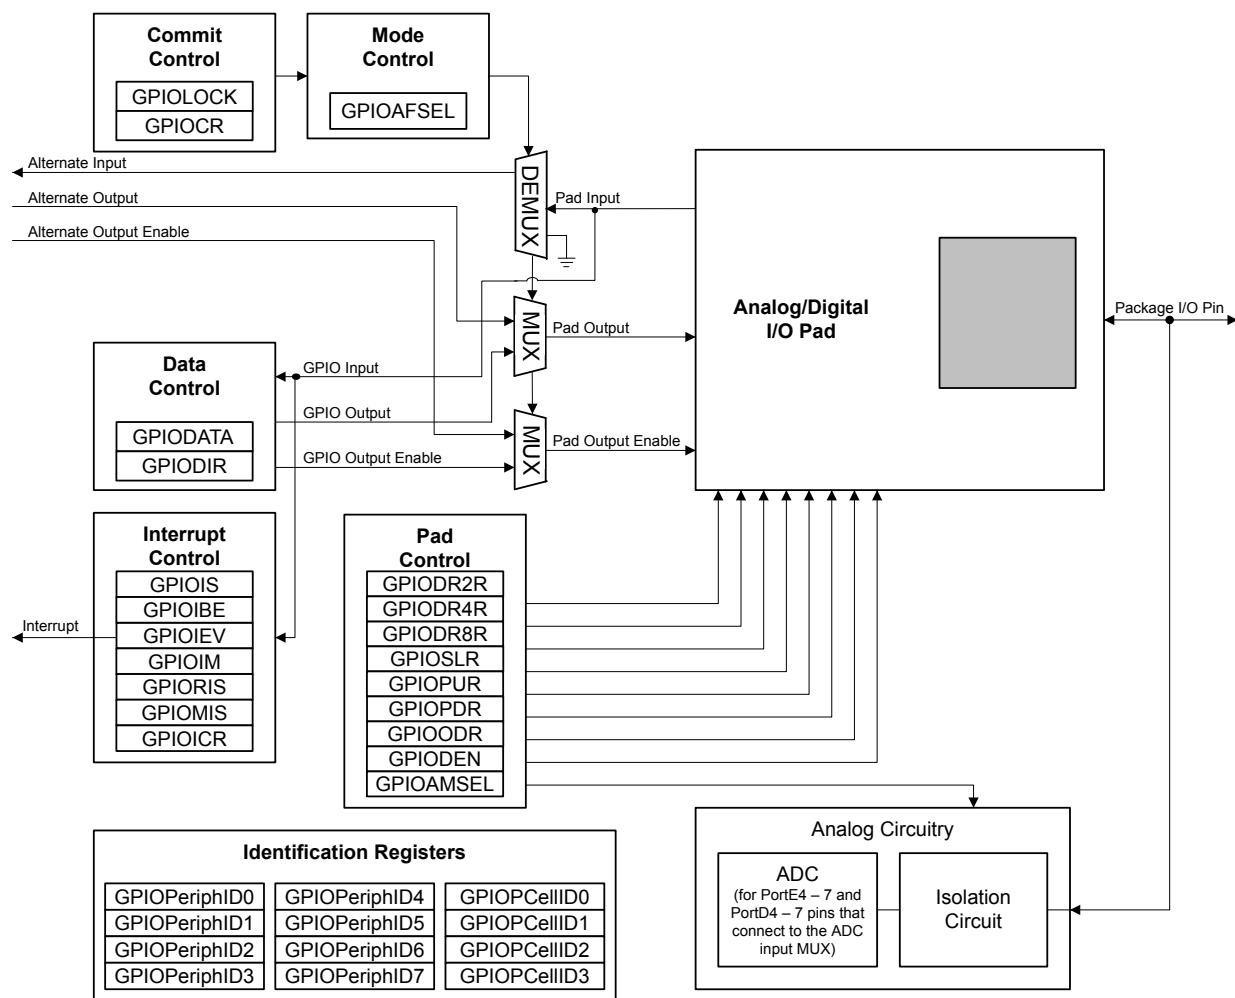 Commit
Control
GPIOLOCK
GPIOCR
Mode
Control
GPIOAFSEL
Alternate Input
Alternate Output
Alternate Output Enable
DEMUX
Pad Input
MUX
Pad Output
MUX
Pad Output Enable
Analog/Digital
I/O Pad
Package I/O Pin
Data
Control
GPIODATA
GPIODIR
GPIO Input
GPIO Output
GPIO Output Enable
Interrupt
Control
GPIOIS
GPIOIBE
GPIOIEV
GPIOIM
GPIORIS
GPIOMIS
GPIOICR
Interrupt
Pad
Control
GPIODR2R
GPIODR4R
GPIODR8R
GPIOSLR
GPIOPUR
GPIOPDR
GPIOODR
GPIODEN
GPIOAMSEL
Analog Circuitry
ADC
(for PortE4 – 7 and
PortD4 – 7 pins that
connect to the ADC
input MUX)
Isolation
Circuit
Identification Registers
GPIOPeriphID0
GPIOPeriphID1
GPIOPeriphID2
GPIOPeriphID3
GPIOPeriphID4
GPIOPeriphID5
GPIOPeriphID6
GPIOPeriphID7
GPIOPCellID0
GPIOPCellID1
GPIOPCellID2
GPIOPCellID3